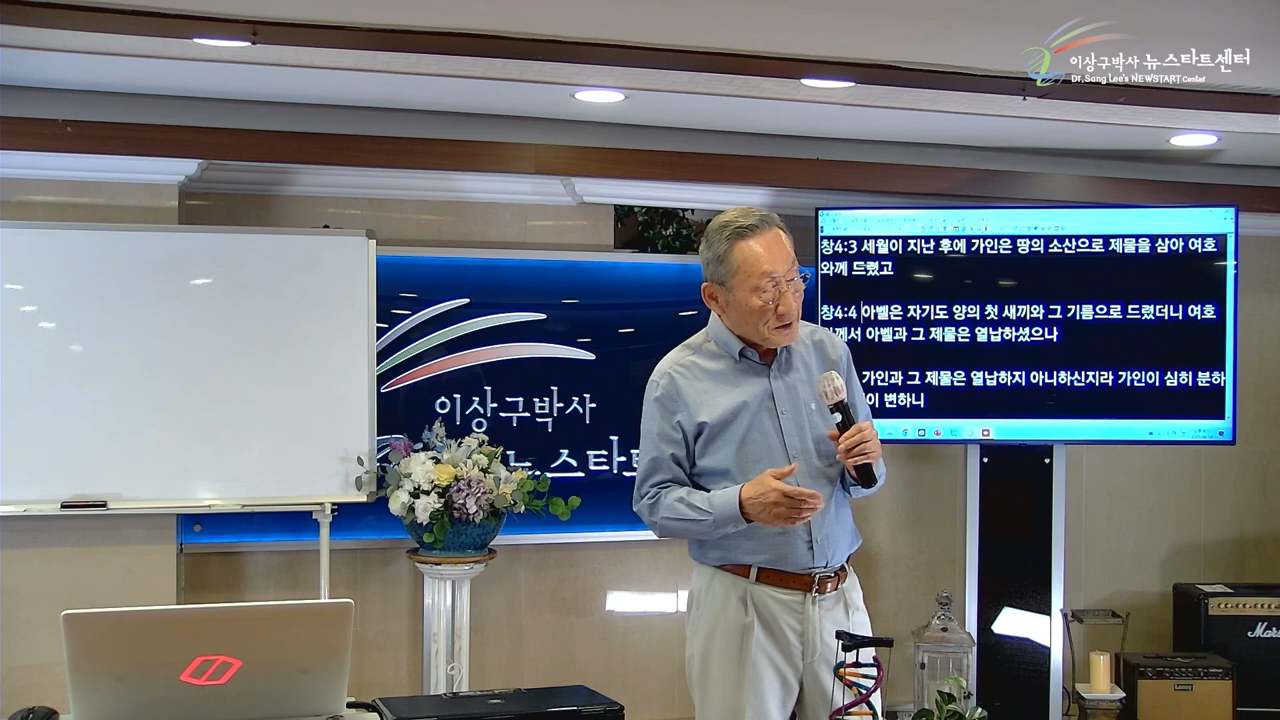 이상구박사 뉴스타트센터
Dr. Sang Lee's NEWSTART Center
창4:3 세월이 지난 후에 가인은 땅의 소산으로 제물을 삼아 여호
와께 드렸고
창4:4 아벨은 자기도 양의 첫 새끼와 그 기름으로 드렸더니 여호
께서 아벨과 그 제물은 열납하셨으나
가인과 그 제물은 열납하지 아니하신지라 가인이 심히 분하
이 변하니
이상구박사
뉴스타
Mar
Laney